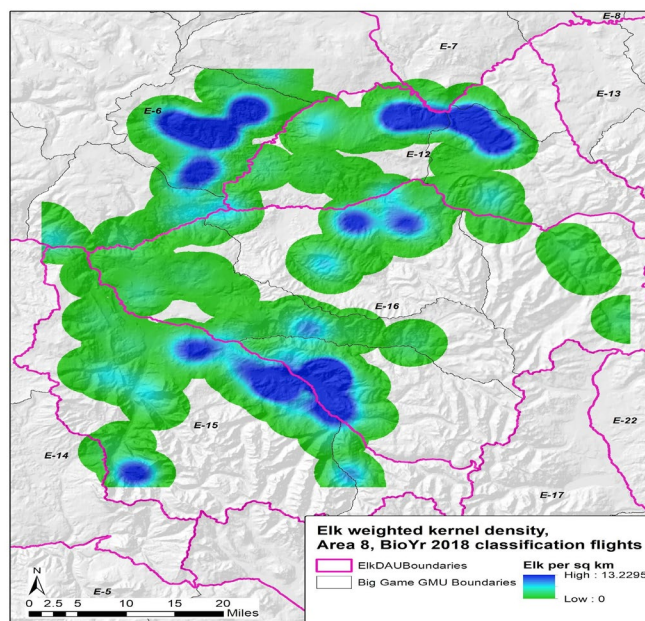 E-8
E-7
E-13
E-6
E-12
E-16
E-15
E-22
E-14
E-17
E-5
N
0 2.5 5 10 15 20
Miles
Elk weighted kernel density,
Area 8, BioYr 2018 classification flights
ElkDAUBoundaries
Big Game GMU Boundaries
Elk per sq km
High : 13.2295
Low : 0